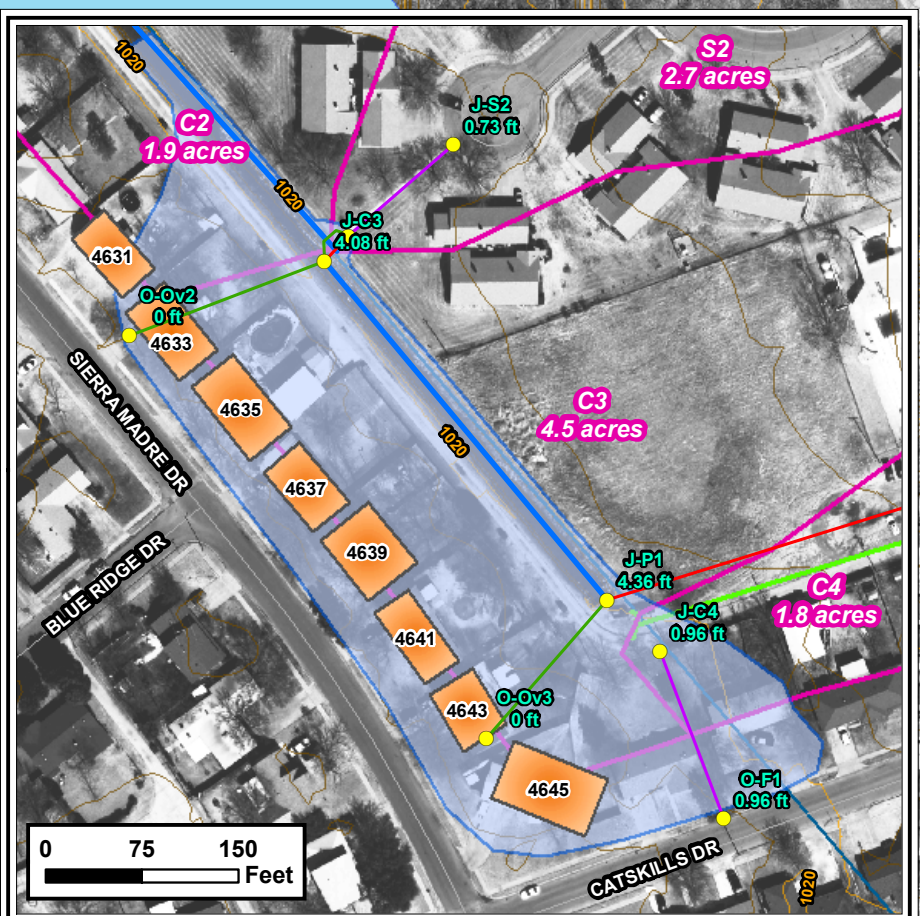 1020
S2
2.7 acres
C2
1.9 acres
J-S2
0.73 ft
1020
J-C3
4.08 ft
4631
O-Ov2
0 ft
4633
SIERRA MADRE DR
4635
C3
4.5 acres
1020
4637
4639
BLUE RIDGE DR
J-P1
4.36 ft
C4
1.8 acres
J-C4
0.96 ft
4641
4643
O-Ov3
0 ft
4645
O-F1
0.96 ft
0 75 150
Feet
CATSKILLS DR
1020